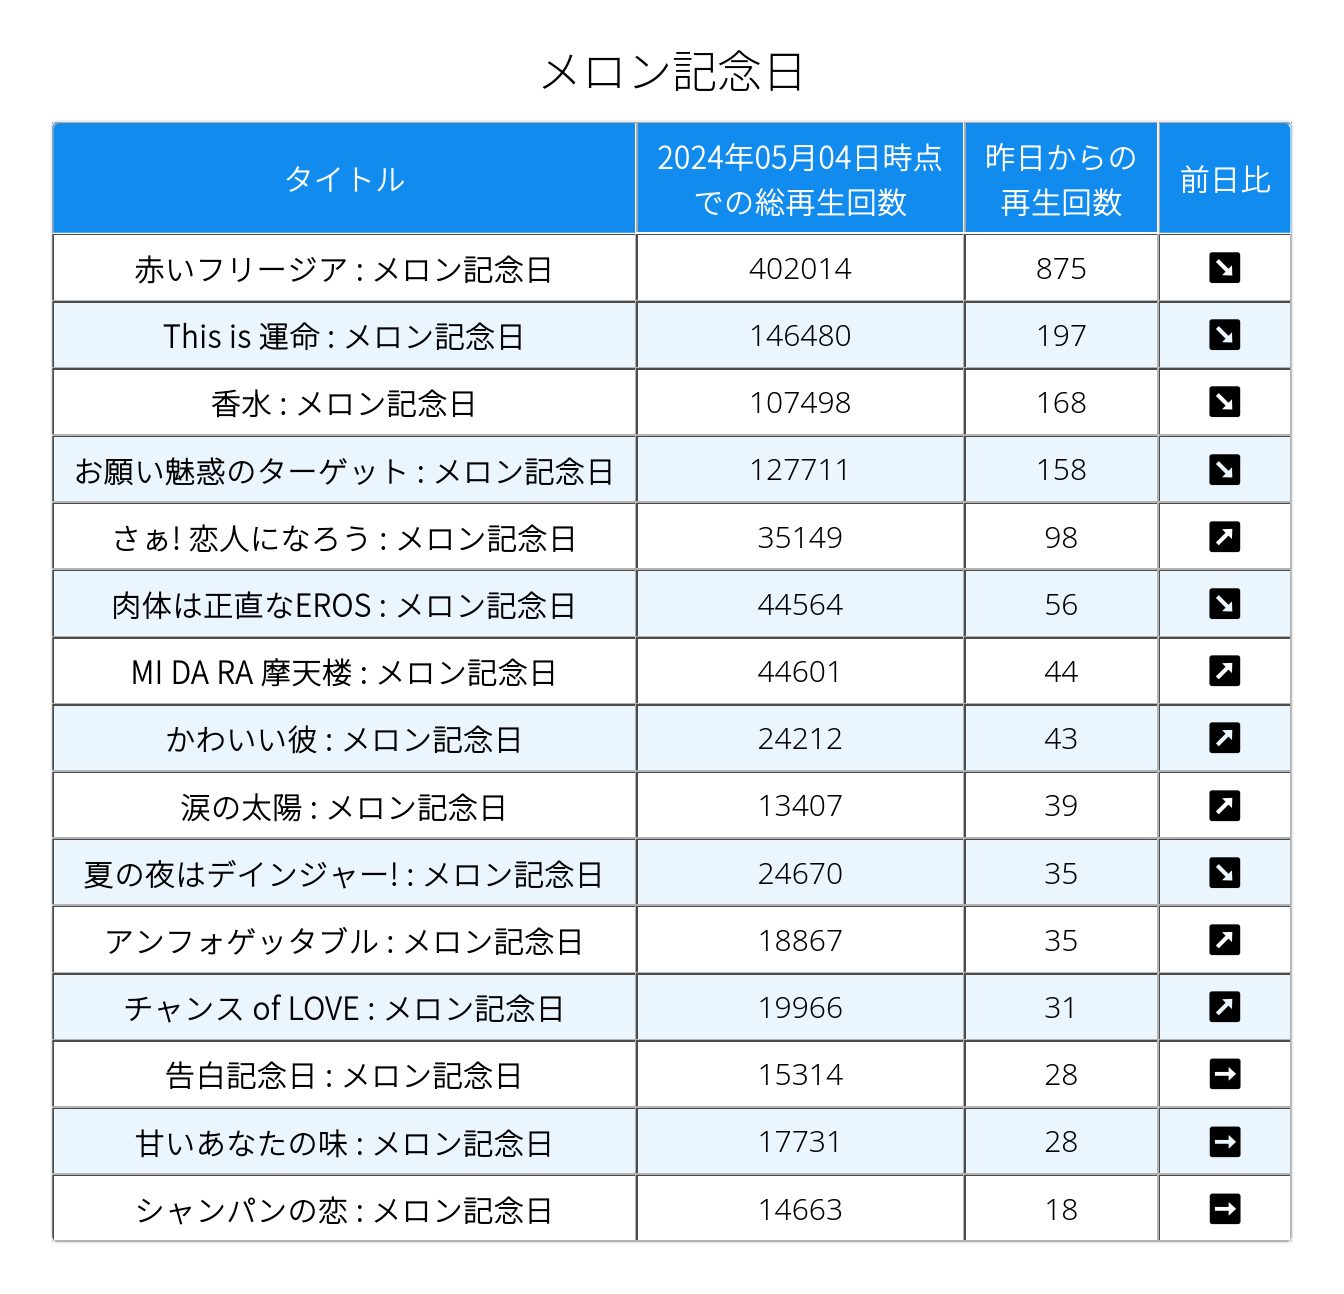 メロン記念日
タイトル 2024年05月04日時点での総再生回数 昨日からの再生回数 前日比
赤いフリージア : メロン記念日 402014 875 ↘
This is 運命 : メロン記念日 146480 197 ↘
香水 : メロン記念日 107498 168 ↘
お願い魅惑のターゲット : メロン記念日 127711 158 ↘
さぁ! 恋人になろう : メロン記念日 35149 98 ↗
肉体は正直なEROS : メロン記念日 44564 56 ↘
MI DA RA 摩天楼 : メロン記念日 44601 44 ↗
かわいい彼 : メロン記念日 24212 43 ↗
涙の太陽 : メロン記念日 13407 39 ↗
夏の夜はデインジャー! : メロン記念日 24670 35 ↘
アンフォゲッタブル : メロン記念日 18867 35 ↗
チャンス of LOVE : メロン記念日 19966 31 ↗
告白記念日 : メロン記念日 15314 28 →
甘いあなたの味 : メロン記念日 17731 28 →
シャンパンの恋 : メロン記念日 14663 18 →